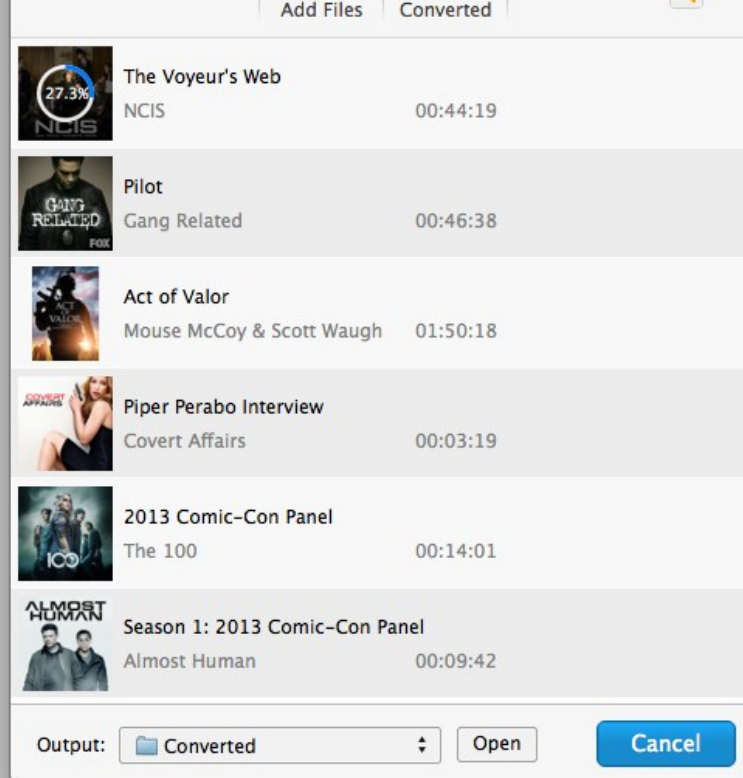 Add Files Converted
27.3%
NCIS
The Voyeur's Web
NCIS 00:44:19
GANG
RELATED
FOX
Pilot
Gang Related 00:46:38
ACT
OF
VALOR
Act of Valor
Mouse McCoy & Scott Waugh 01:50:18
COVERT
AFFAIRS
Piper Perabo Interview
Covert Affairs 00:03:19
100
2013 Comic-Con Panel
The 100 00:14:01
ALMOST
HUMAN
Season 1: 2013 Comic-Con Panel
Almost Human 00:09:42
Output: Converted Open Cancel